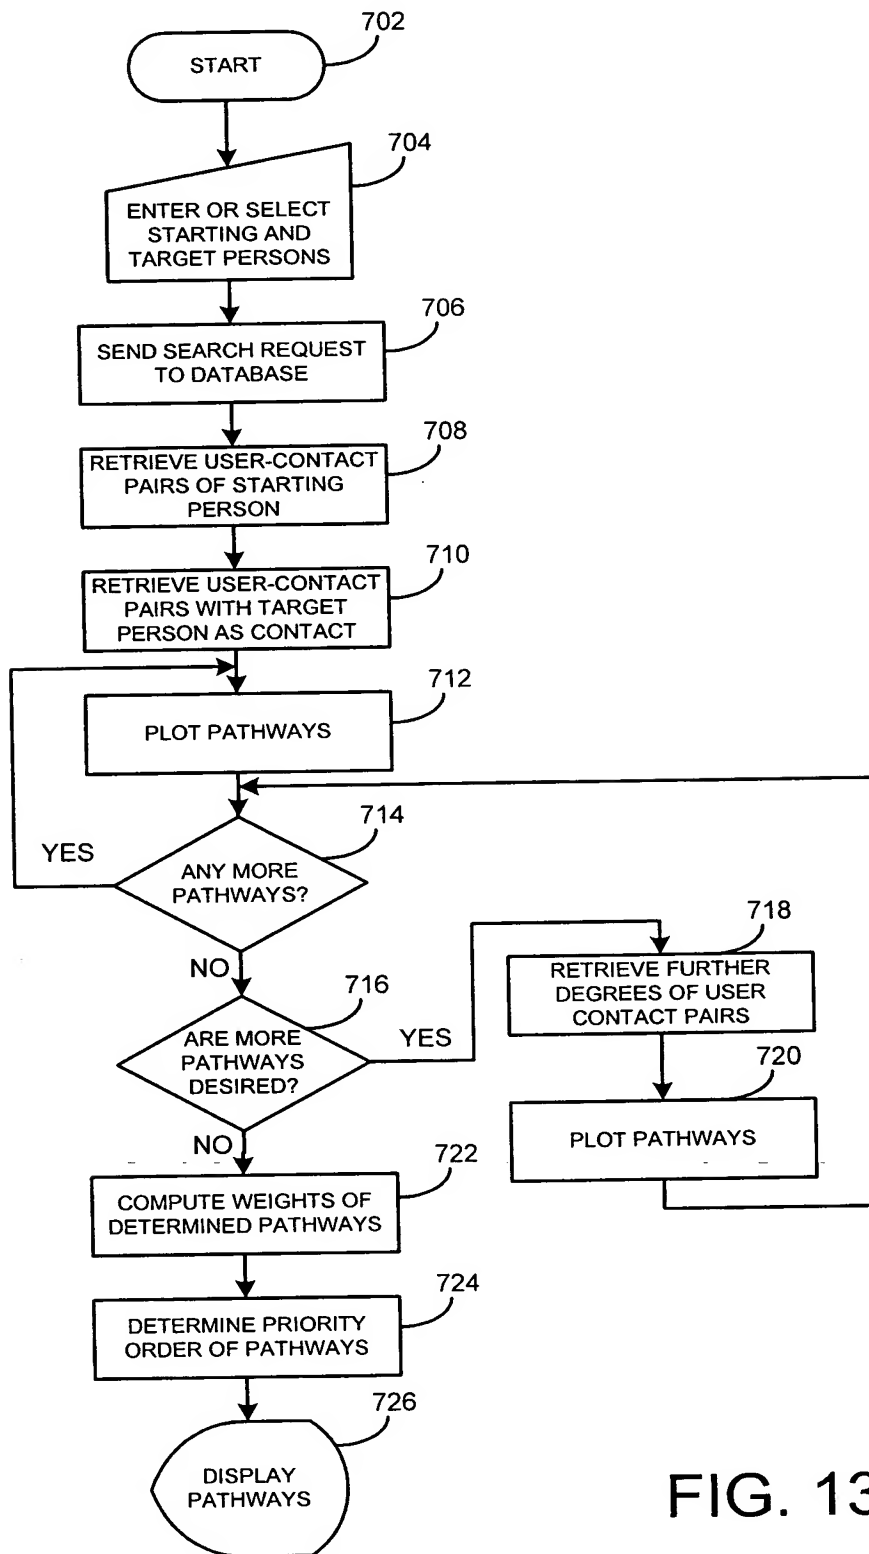 702
START
704
ENTER OR SELECT
STARTING AND
TARGET PERSONS
706
SEND SEARCH REQUEST
TO DATABASE
708
RETRIEVE USER-CONTACT
PAIRS OF STARTING
PERSON
710
RETRIEVE USER-CONTACT
PAIRS WITH TARGET
PERSON AS CONTACT
712
PLOT PATHWAYS
714
YES
ANY MORE
PATHWAYS?
NO
716
ARE MORE
PATHWAYS
DESIRED?
YES
718
RETRIEVE FURTHER
DEGREES OF USER
CONTACT PAIRS
720
PLOT PATHWAYS
NO
722
COMPUTE WEIGHTS OF
DETERMINED PATHWAYS
724
DETERMINE PRIORITY
ORDER OF PATHWAYS
726
DISPLAY
PATHWAYS
FIG. 13